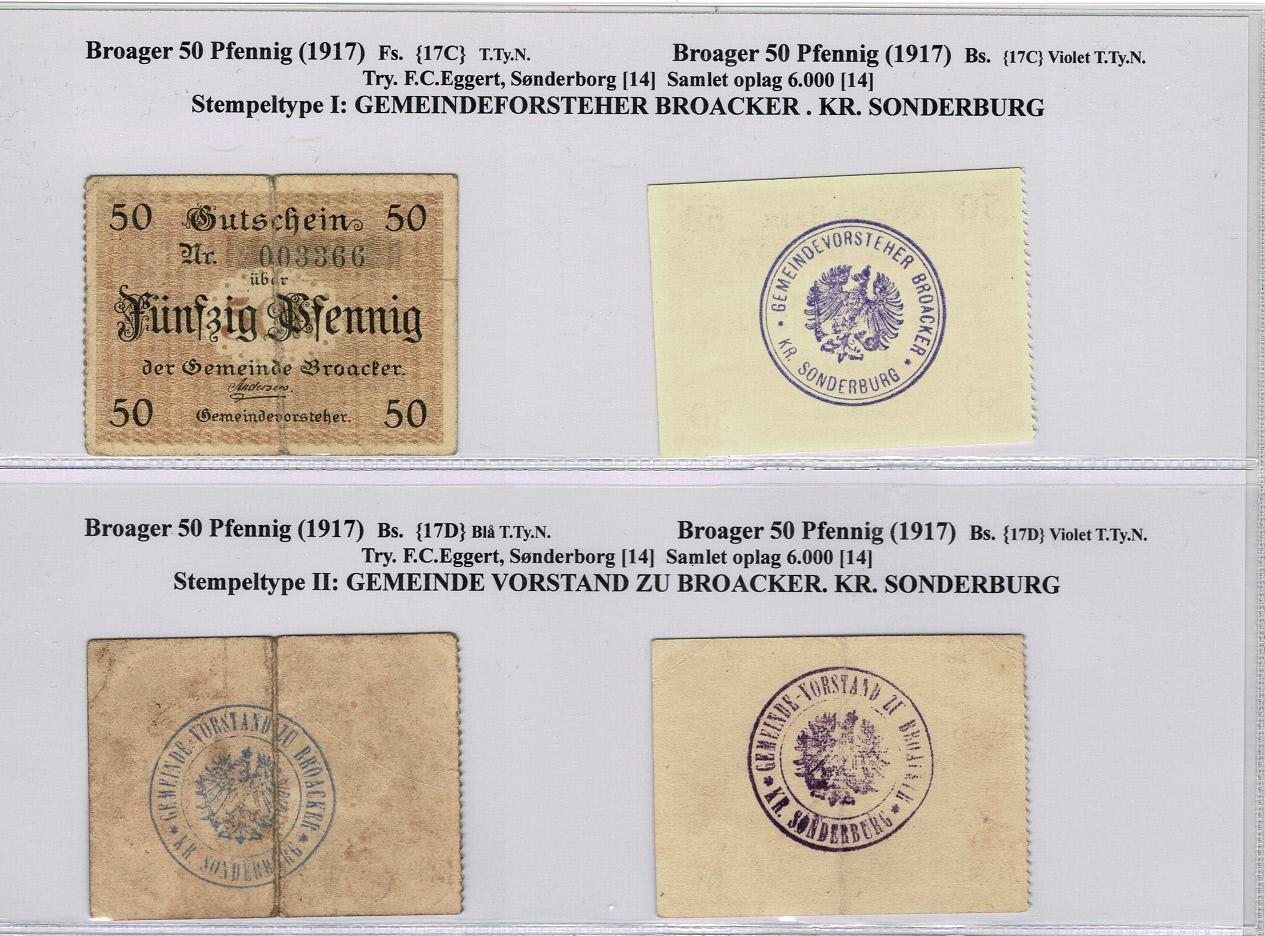 Broager 50 Pfennig (1917) Fs. {17C} T.Ty.N.
Broager 50 Pfennig (1917) Bs. {17C} Violet T.Ty.N.
Try. F.C.Eggert, Sønderborg [14] Samlet oplag 6.000 [14]
Stempeltype I: GEMEINDEFORSTEHER BROACKER . KR. SONDERBURG
50 Gutschein 50
Nr. 003366
über
Fünfzig Pfennig
der Gemeinde Broacker.
Andersen
50 Gemeindevorsteher. 50
GEMEINDEVORSTEHER BROACKER
* KR. SONDERBURG *
Broager 50 Pfennig (1917) Bs. {17D} Blå T.Ty.N.
Broager 50 Pfennig (1917) Bs. {17D} Violet T.Ty.N.
Try. F.C.Eggert, Sønderborg [14] Samlet oplag 6.000 [14]
Stempeltype II: GEMEINDE VORSTAND ZU BROACKER. KR. SONDERBURG
GEMEINDE-VORSTAND ZU BROACKER
* KR. SONDERBURG *
GEMEINDE-VORSTAND ZU BROACKER
* KR. SONDERBURG *